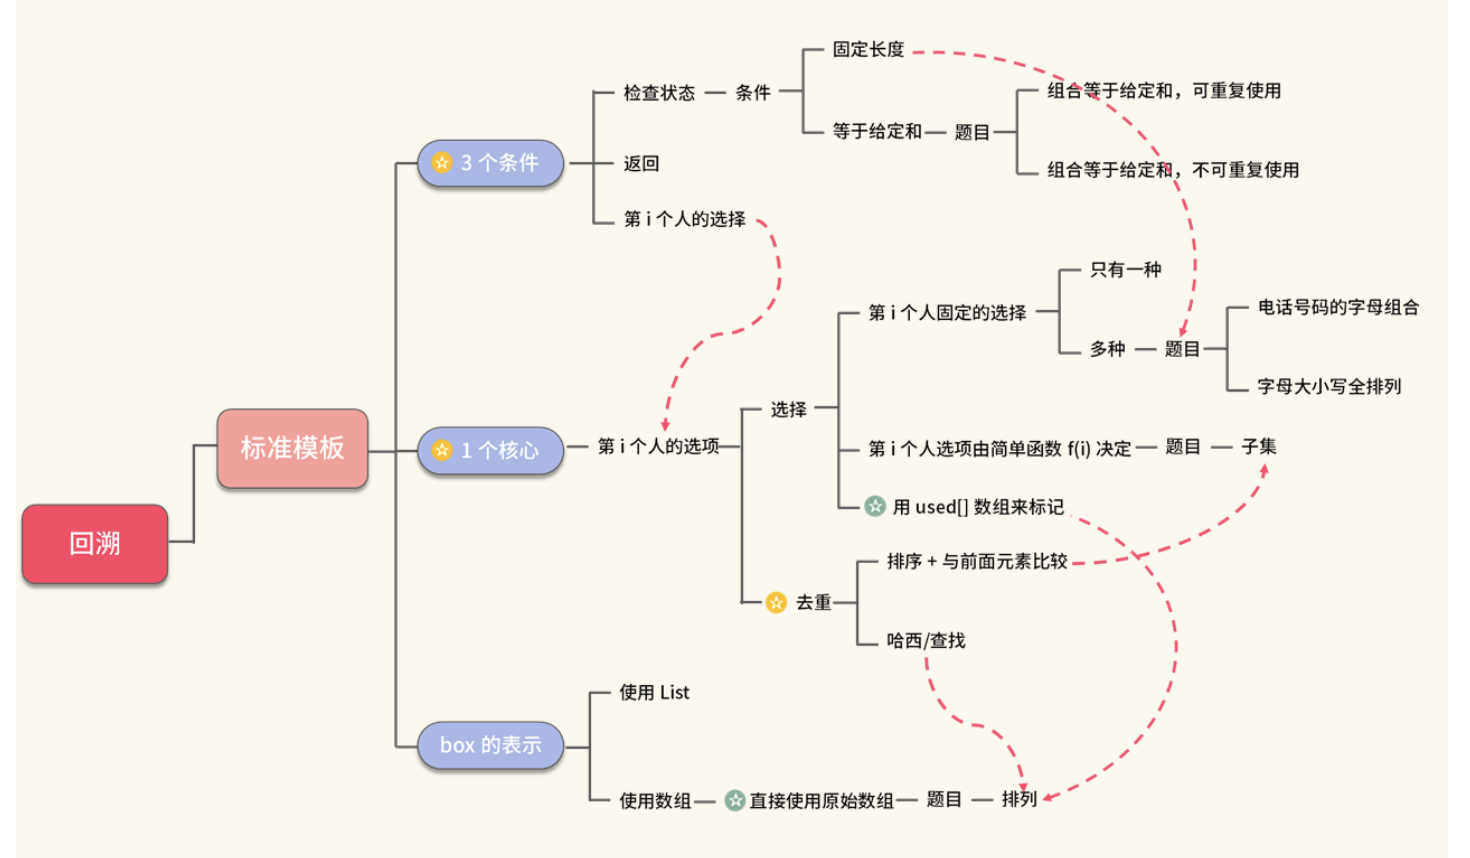 回溯
标准模板
3 个条件
检查状态
条件
固定长度
等于给定和
题目
组合等于给定和，可重复使用
组合等于给定和，不可重复使用
返回
第 i 个人的选择
1 个核心
第 i 个人的选项
选择
第 i 个人固定的选择
只有一种
多种
题目
电话号码的字母组合
字母大小写全排列
第 i 个人选项由简单函数 f(i) 决定
题目
子集
用 used[] 数组来标记
去重
排序 + 与前面元素比较
哈西/查找
box 的表示
使用 List
使用数组
直接使用原始数组
题目
排列